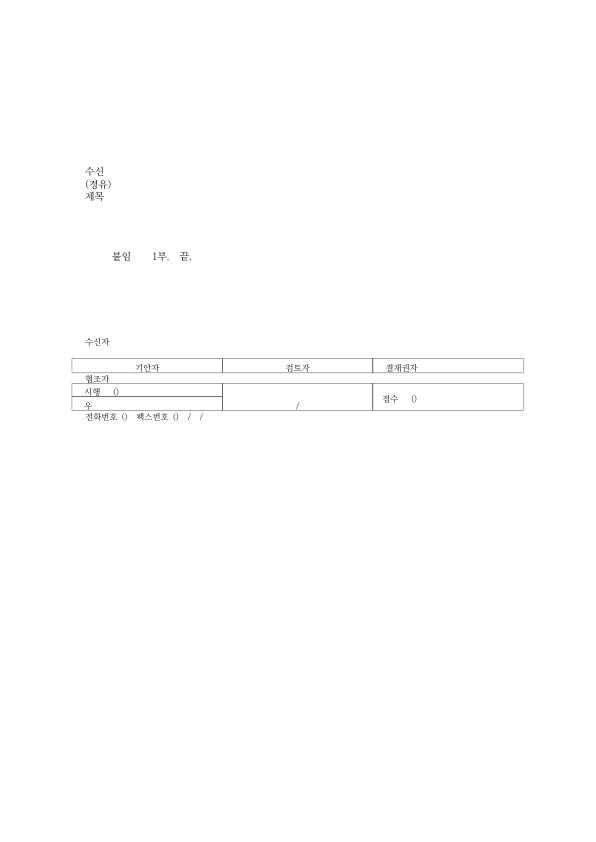 수신
(경유)
제목
붙임 1부. 끝.
수신자
기안자 검토자 결재권자
협조자
시행 ()
우 / 접수 ()
전화번호 () 팩스번호 () / /